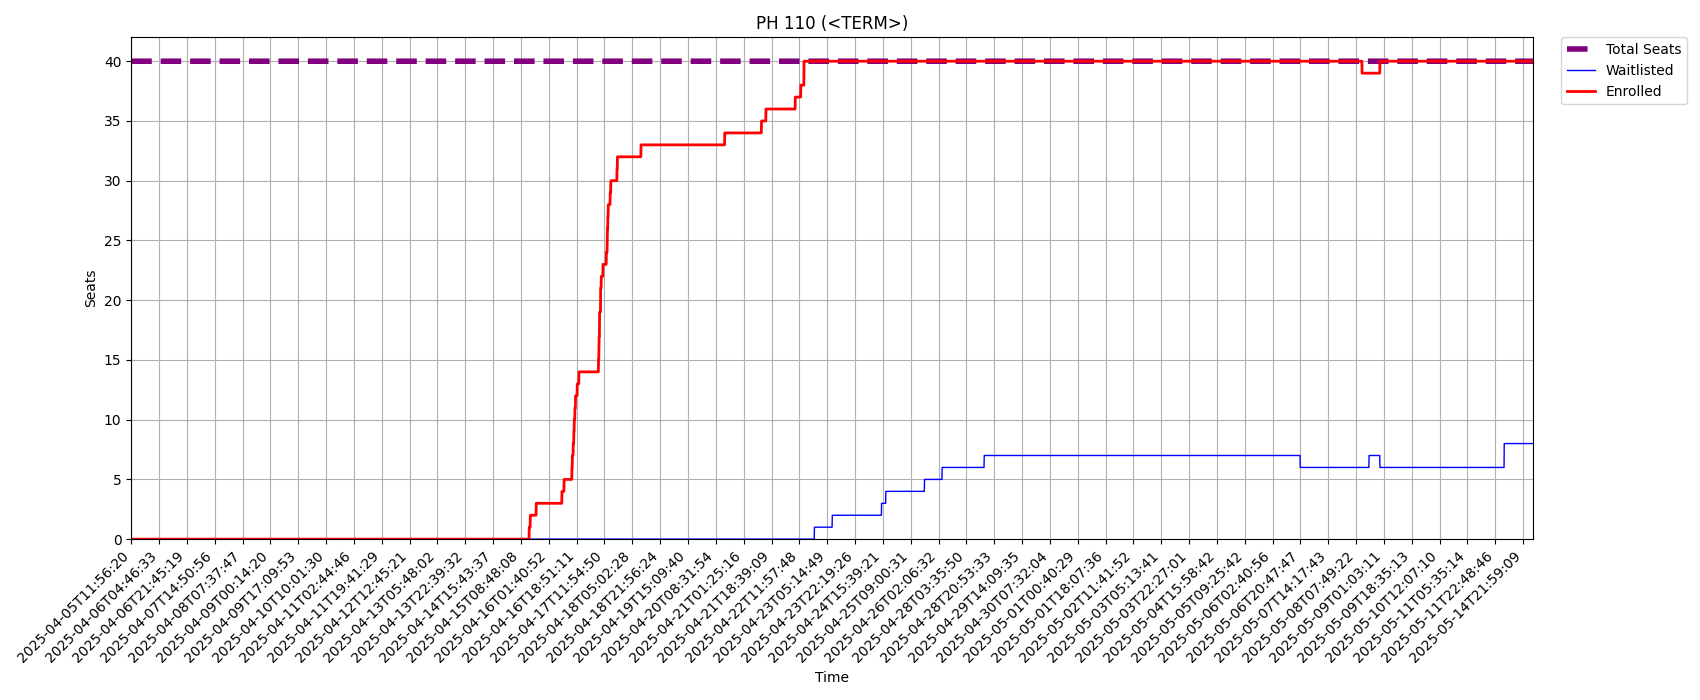 PH 110 (<TERM>)
Total Seats
Waitlisted
Enrolled
Seats
40
35
30
25
20
15
10
5
0
2025-04-05T11:56:20
2025-04-06T04:46:33
2025-04-06T21:45:19
2025-04-07T14:50:56
2025-04-08T07:37:47
2025-04-09T00:14:20
2025-04-09T17:09:53
2025-04-10T10:01:30
2025-04-11T02:44:46
2025-04-11T19:41:29
2025-04-12T12:45:21
2025-04-13T05:48:02
2025-04-13T22:39:32
2025-04-14T15:43:37
2025-04-15T08:48:08
2025-04-16T01:40:52
2025-04-16T18:51:11
2025-04-17T11:54:50
2025-04-18T05:02:28
2025-04-18T21:56:24
2025-04-19T15:09:40
2025-04-20T08:31:54
2025-04-21T01:25:16
2025-04-21T18:39:09
2025-04-22T11:57:48
2025-04-23T05:14:49
2025-04-23T22:19:26
2025-04-24T15:39:21
2025-04-25T09:00:31
2025-04-26T02:06:32
2025-04-28T03:35:50
2025-04-28T20:53:33
2025-04-29T14:09:35
2025-04-30T07:32:04
2025-05-01T00:40:29
2025-05-01T18:07:36
2025-05-02T11:41:52
2025-05-03T05:13:41
2025-05-03T22:27:01
2025-05-04T15:58:42
2025-05-05T09:25:42
2025-05-06T02:40:56
2025-05-06T20:47:47
2025-05-07T14:17:43
2025-05-08T07:49:22
2025-05-09T01:03:11
2025-05-09T18:35:13
2025-05-10T12:07:10
2025-05-11T05:35:14
2025-05-11T22:48:46
2025-05-14T21:59:09
Time